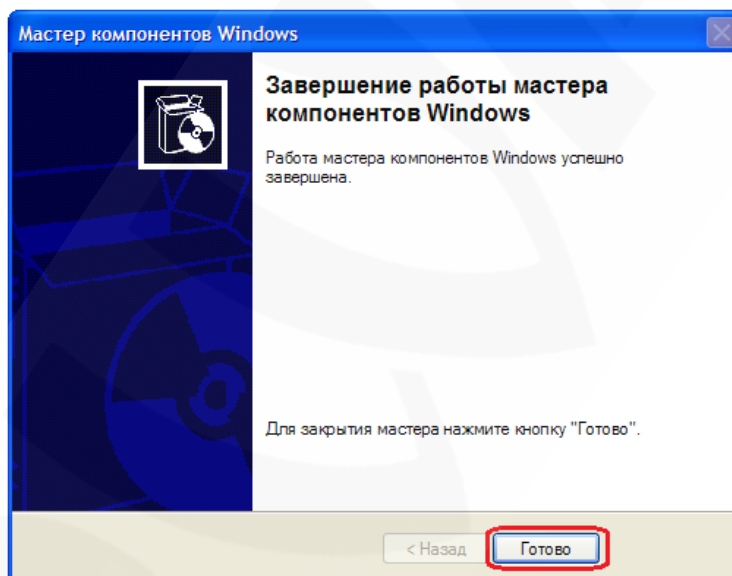 Мастер компонентов Windows
Завершение работы мастера
компонентов Windows
Работа мастера компонентов Windows успешно
завершена.
Для закрытия мастера нажмите кнопку "Готово".
< Назад
Готово